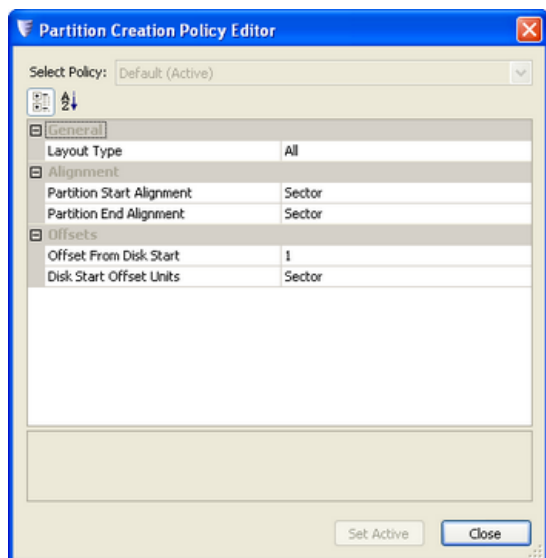 Partition Creation Policy Editor
Select Policy: Default (Active)
General
Layout Type All
Alignment
Partition Start Alignment Sector
Partition End Alignment Sector
Offsets
Offset From Disk Start 1
Disk Start Offset Units Sector
Set Active Close